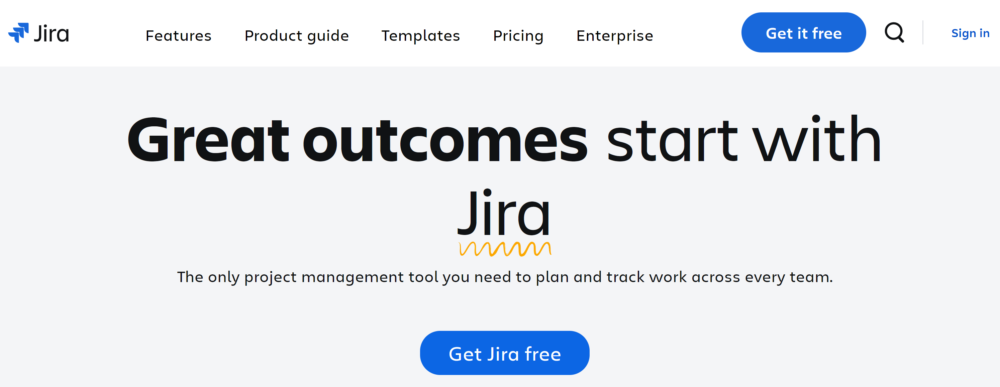 Jira
Features
Product guide
Templates
Pricing
Enterprise
Get it free
Sign in
Great outcomes start with
Jira
The only project management tool you need to plan and track work across every team.
Get Jira free